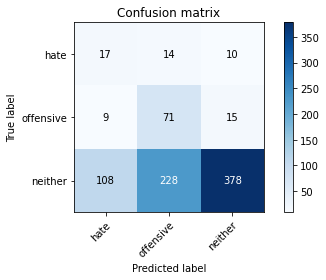 Confusion matrix
hate 17 14 10
offensive 9 71 15
neither 108 228 378
hate offensive neither
True label
Predicted label
350
300
250
200
150
100
50